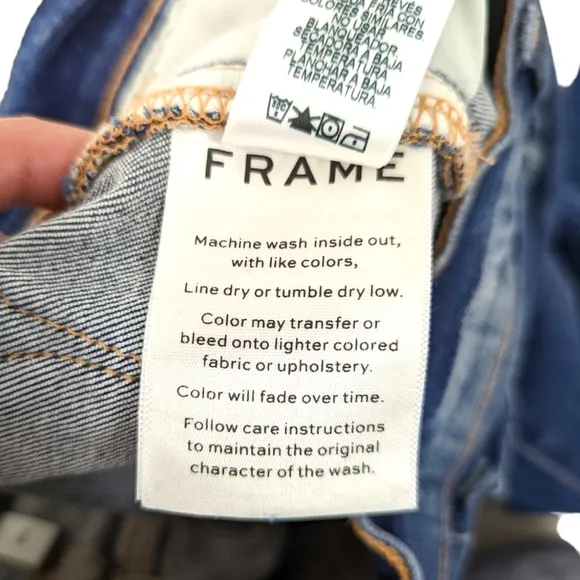 COLORES SIMILARES
NO USAR
BLANQUEADOR.
SECADORA A BAJA
TEMPERATURA
PLANCHAR A BAJA
TEMPERATURA
FRAME
Machine wash inside out,
with like colors,
Line dry or tumble dry low.
Color may transfer or
bleed onto lighter colored
fabric or upholstery.
Color will fade over time.
Follow care instructions
to maintain the original
character of the wash.